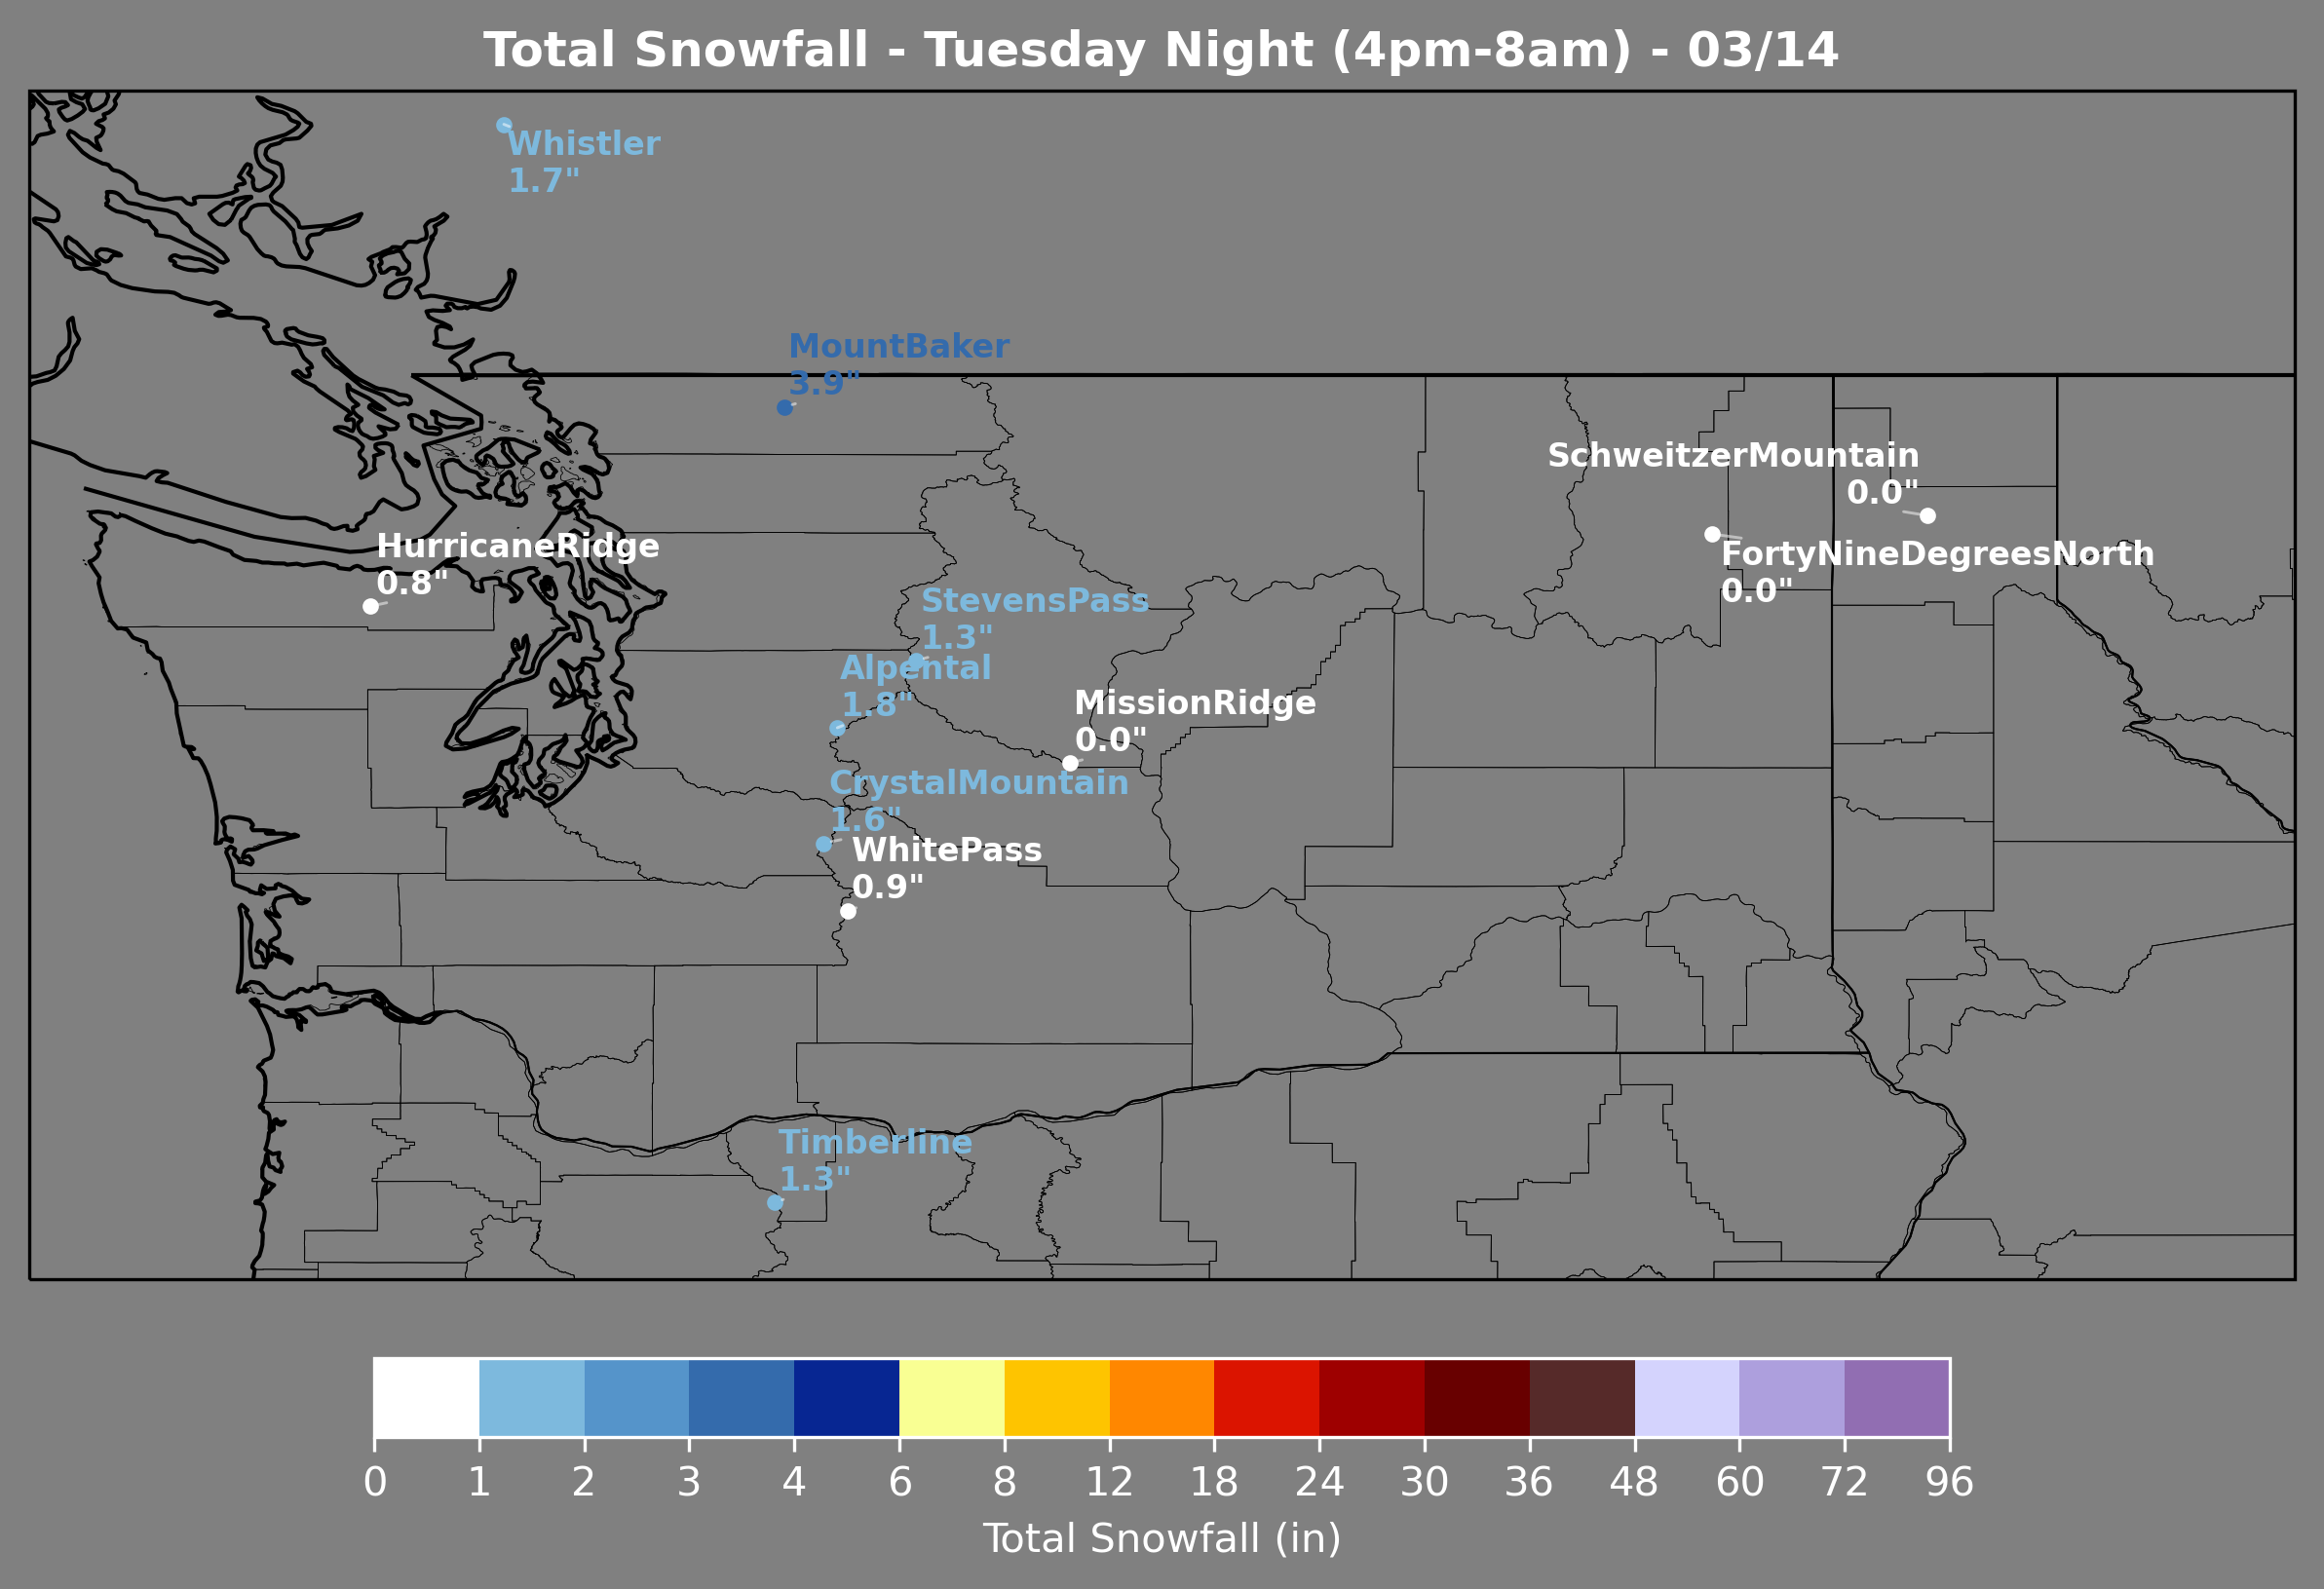 Total Snowfall - Tuesday Night (4pm-8am) - 03/14
Whistler
1.7"
MountBaker
3.9"
SchweitzerMountain
0.0"
HurricaneRidge
0.8"
FortyNineDegreesNorth
0.0"
StevensPass
1.3"
Alpental
1.8"
MissionRidge
0.0"
CrystalMountain
1.6"
WhitePass
0.9"
Timberline
1.3"
0 1 2 3 4 6 8 12 18 24 30 36 48 60 72 96
Total Snowfall (in)